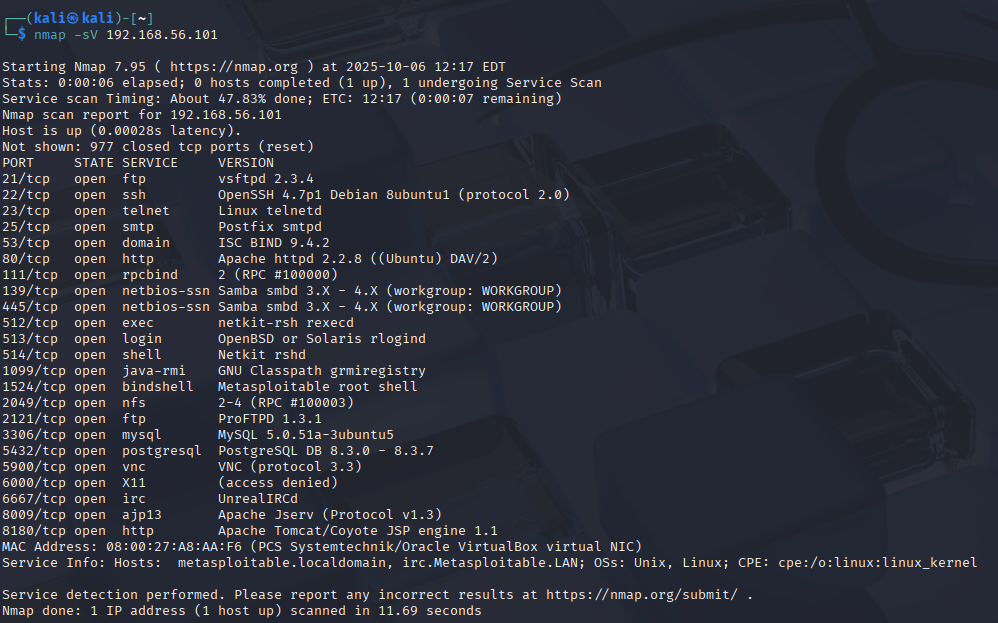 ┌──(kali㉿kali)-[~]
└─$ nmap -sV 192.168.56.101
Starting Nmap 7.95 ( https://nmap.org ) at 2025-10-06 12:17 EDT
Stats: 0:00:06 elapsed; 0 hosts completed (1 up), 1 undergoing Service Scan
Service scan Timing: About 47.83% done; ETC: 12:17 (0:00:07 remaining)
Nmap scan report for 192.168.56.101
Host is up (0.00028s latency).
Not shown: 977 closed tcp ports (reset)
PORT     STATE SERVICE     VERSION
21/tcp   open  ftp         vsftpd 2.3.4
22/tcp   open  ssh         OpenSSH 4.7p1 Debian 8ubuntu1 (protocol 2.0)
23/tcp   open  telnet      Linux telnetd
25/tcp   open  smtp        Postfix smtpd
53/tcp   open  domain      ISC BIND 9.4.2
80/tcp   open  http        Apache httpd 2.2.8 ((Ubuntu) DAV/2)
111/tcp  open  rpcbind     2 (RPC #100000)
139/tcp  open  netbios-ssn Samba smbd 3.X - 4.X (workgroup: WORKGROUP)
445/tcp  open  netbios-ssn Samba smbd 3.X - 4.X (workgroup: WORKGROUP)
512/tcp  open  exec        netkit-rsh rexecd
513/tcp  open  login       OpenBSD or Solaris rlogind
514/tcp  open  shell       Netkit rshd
1099/tcp open  java-rmi    GNU Classpath grmiregistry
1524/tcp open  bindshell   Metasploitable root shell
2049/tcp open  nfs         2-4 (RPC #100003)
2121/tcp open  ftp         ProFTPD 1.3.1
3306/tcp open  mysql       MySQL 5.0.51a-3ubuntu5
5432/tcp open  postgresql  PostgreSQL DB 8.3.0 - 8.3.7
5900/tcp open  vnc         VNC (protocol 3.3)
6000/tcp open  X11         (access denied)
6667/tcp open  irc         UnrealIRCd
8009/tcp open  ajp13       Apache Jserv (Protocol v1.3)
8180/tcp open  http        Apache Tomcat/Coyote JSP engine 1.1
MAC Address: 08:00:27:A8:AA:F6 (PCS Systemtechnik/Oracle VirtualBox virtual NIC)
Service Info: Hosts:  metasploitable.localdomain, irc.Metasploitable.LAN; OSs: Unix, Linux; CPE: cpe:/o:linux:linux_kernel
Service detection performed. Please report any incorrect results at https://nmap.org/submit/ .
Nmap done: 1 IP address (1 host up) scanned in 11.69 seconds